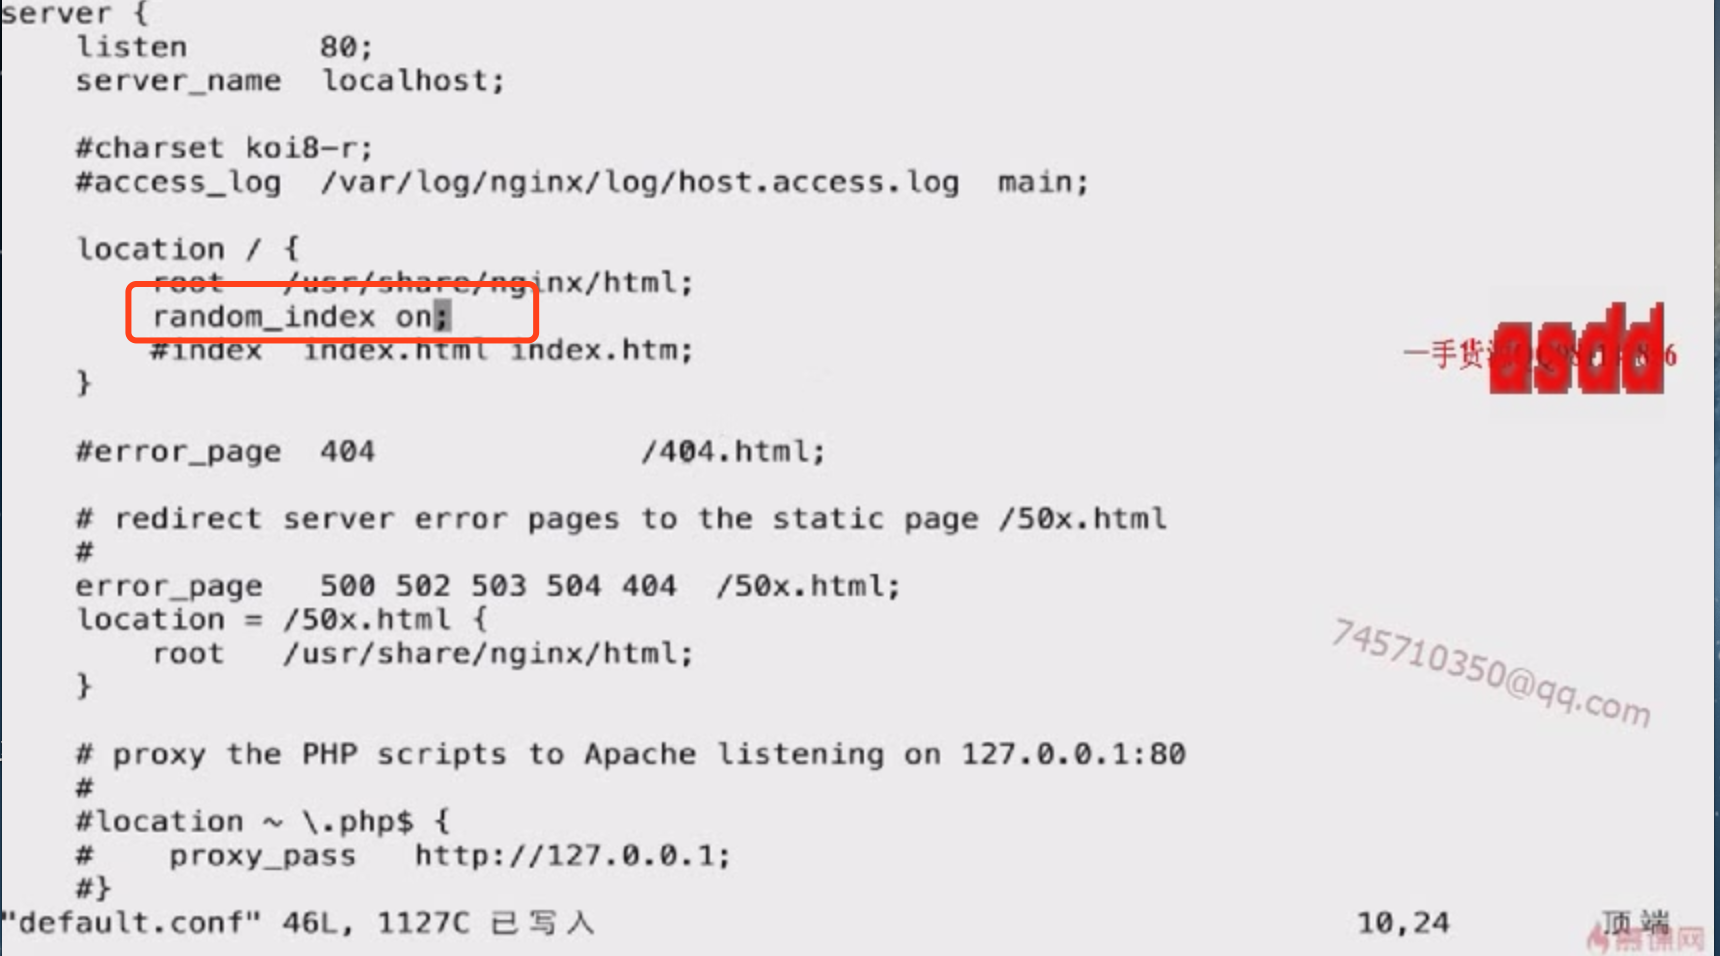 server {
    listen       80;
    server_name  localhost;
    #charset koi8-r;
    #access_log  /var/log/nginx/log/host.access.log  main;
    location / {
        root   /usr/share/nginx/html;
        random_index on;
        #index  index.html index.htm;
    }
    #error_page  404              /404.html;
    # redirect server error pages to the static page /50x.html
    #
    error_page   500 502 503 504 404  /50x.html;
    location = /50x.html {
        root   /usr/share/nginx/html;
    }
    # proxy the PHP scripts to Apache listening on 127.0.0.1:80
    #
    #location ~ \.php$ {
    #    proxy_pass   http://127.0.0.1;
    #}
"default.conf" 46L, 1127C 已写入
10,24
顶端
一手货
asdd
745710350@qq.com
慕课网